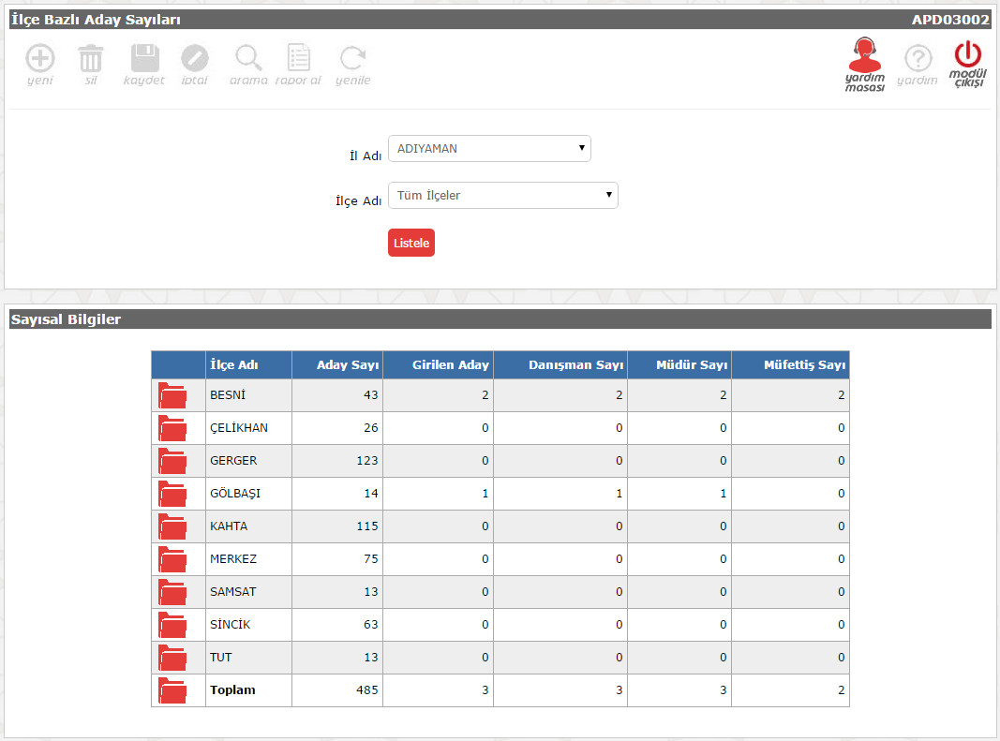 İlçe Bazlı Aday Sayıları APD03002
yeni sil kaydet iptal arama rapor al yenile yardım masası yardım modül çıkışı
İl Adı ADIYAMAN
İlçe Adı Tüm İlçeler
Listele
Sayısal Bilgiler
İlçe Adı Aday Sayı Girilen Aday Danışman Sayı Müdür Sayı Müfettiş Sayı
BESNİ 43 2 2 2 2
ÇELİKHAN 26 0 0 0 0
GERGER 123 0 0 0 0
GÖLBAŞI 14 1 1 1 0
KAHTA 115 0 0 0 0
MERKEZ 75 0 0 0 0
SAMSAT 13 0 0 0 0
SİNCİK 63 0 0 0 0
TUT 13 0 0 0 0
Toplam 485 3 3 3 2